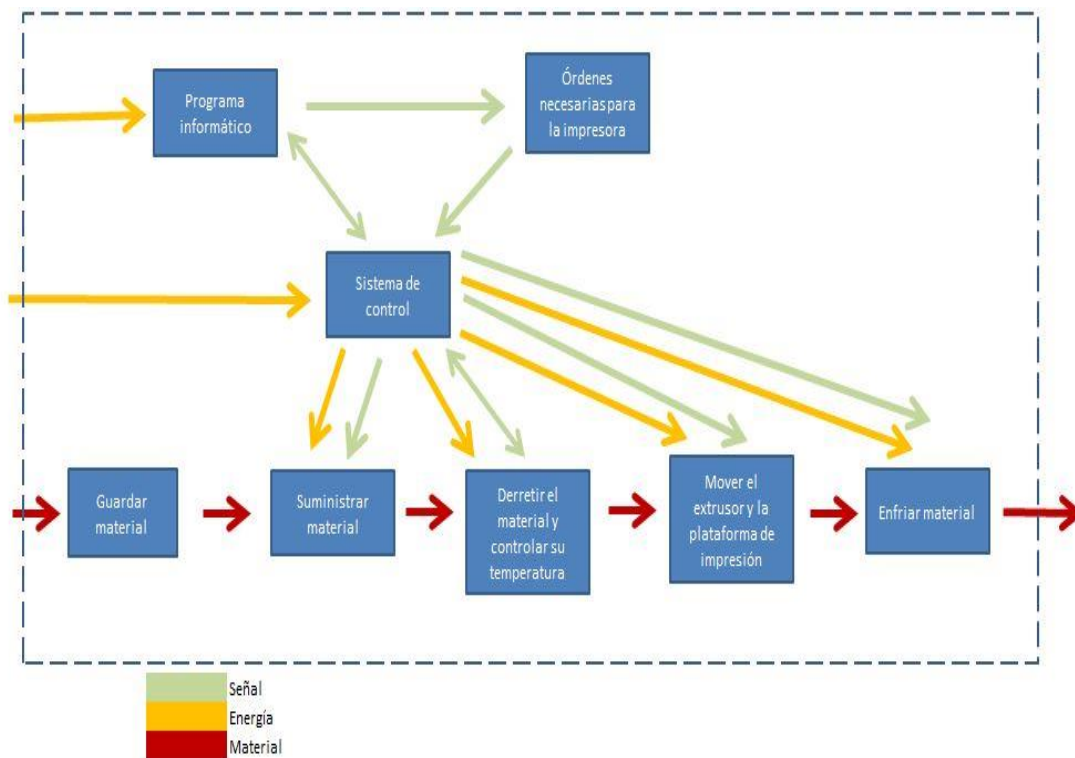 Programa
informático
Órdenes
necesarias para
la impresora
Sistema de
control
Guardar
material
Suministrar
material
Derretir el
material y
controlar su
temperatura
Mover el
extrusor y la
plataforma de
impresión
Enfriar material
Señal
Energía
Material